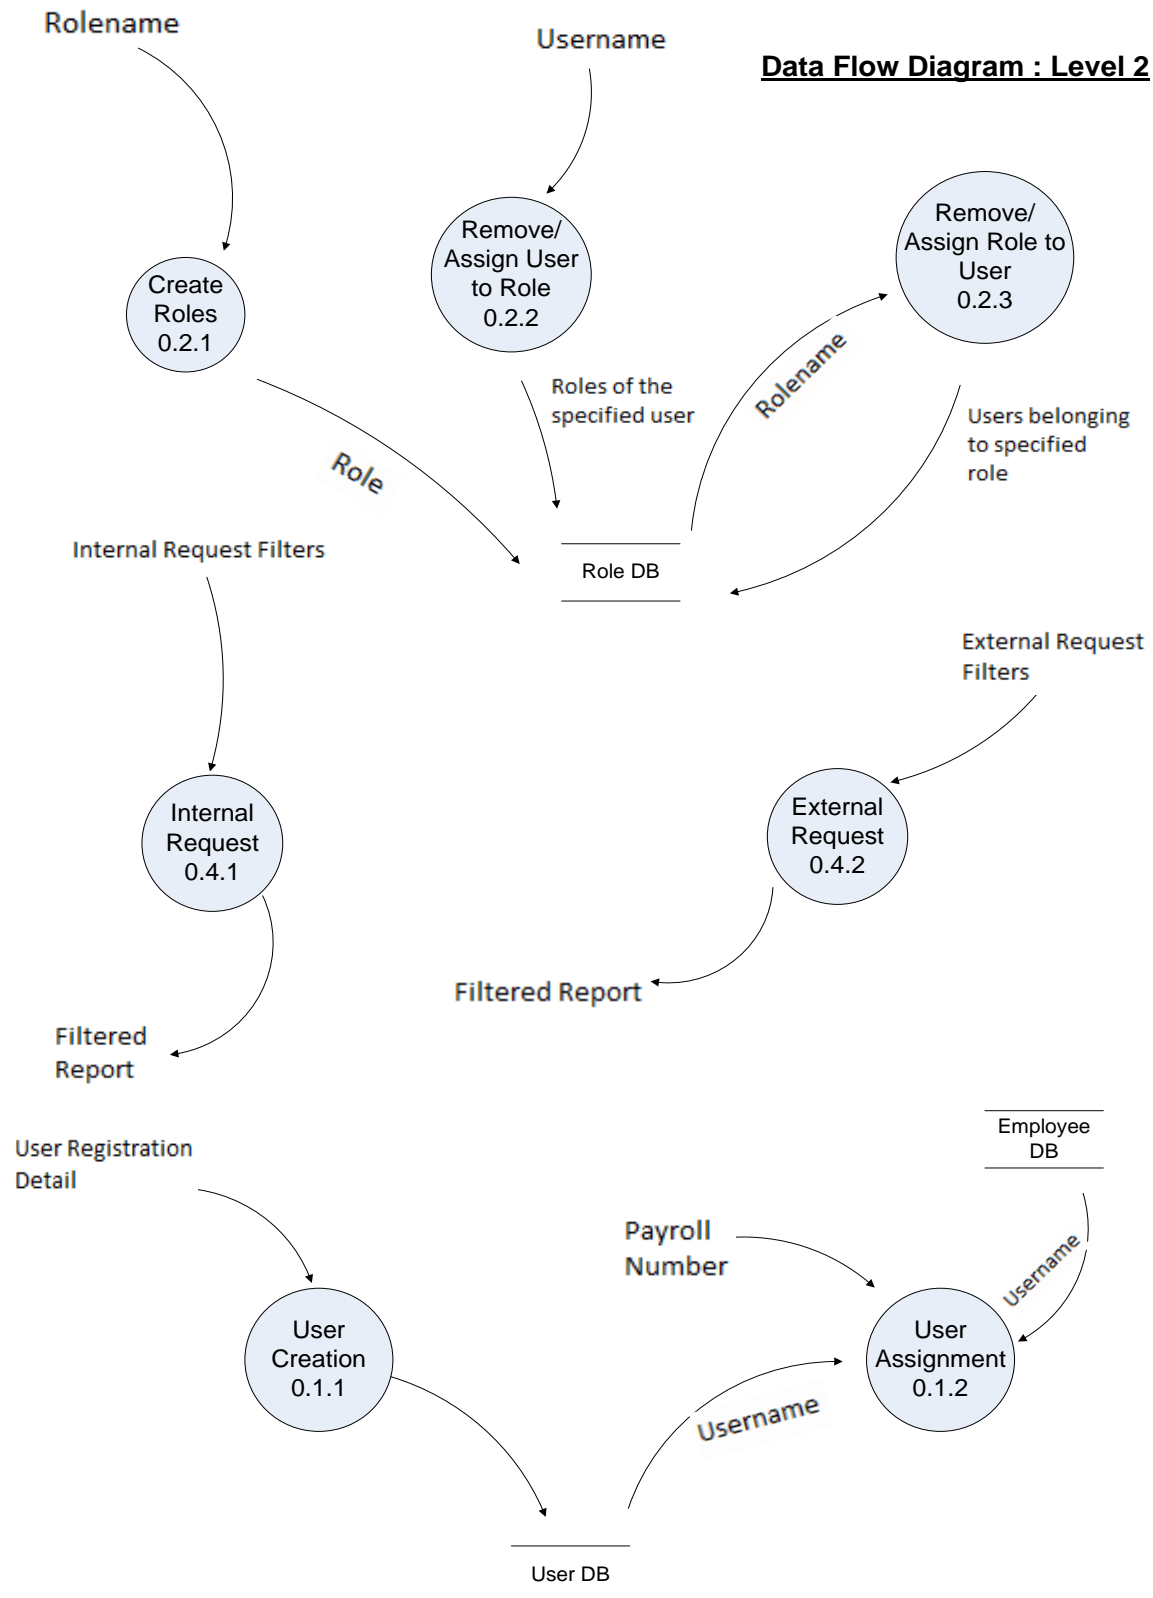 Rolename
Username
Data Flow Diagram : Level 2
Remove/
Assign User
to Role
0.2.2
Remove/
Assign Role to
User
0.2.3
Create
Roles
0.2.1
Rolename
Roles of the
specified user
Users belonging
to specified
role
Role
Internal Request Filters
Role DB
External Request
Filters
Internal
Request
0.4.1
External
Request
0.4.2
Filtered Report
Filtered
Report
Employee
DB
User Registration
Detail
Payroll
Number
Username
User
Creation
0.1.1
User
Assignment
0.1.2
Username
User DB